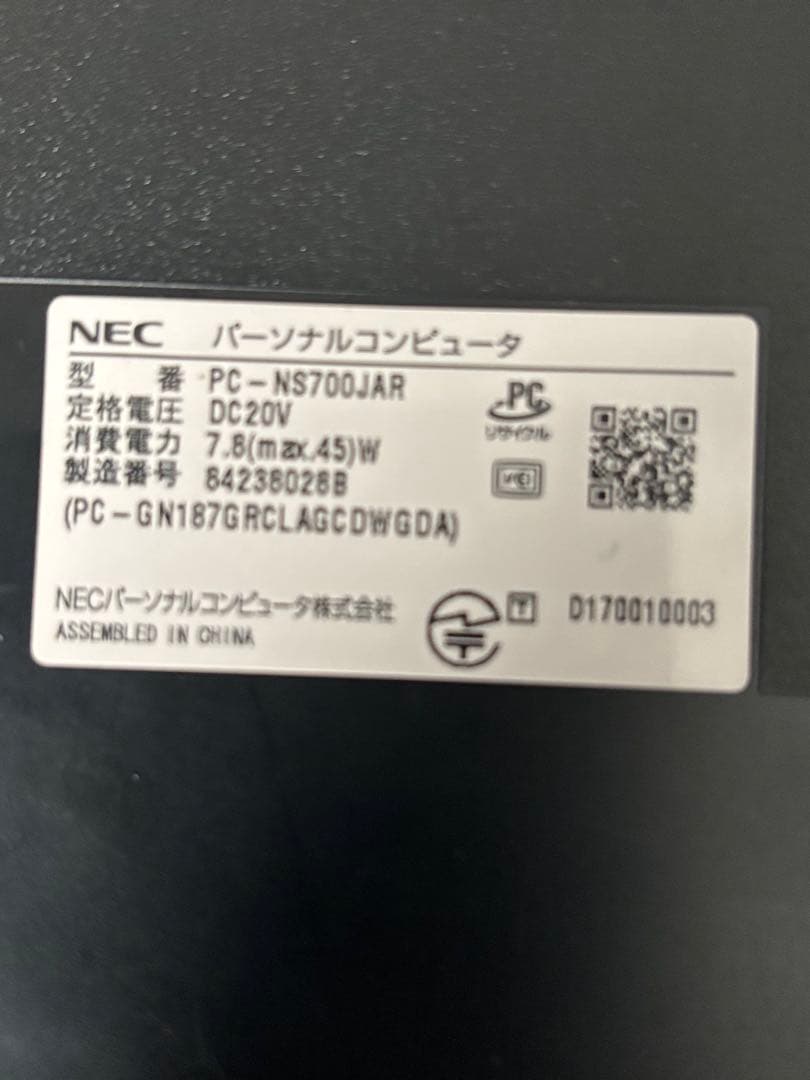 NEC パーソナルコンピュータ
型番 PC-NS700JAR
定格電圧 DC20V
消費電力 7.8(max.45)W
製造番号 84238028B
(PC-GN187GRCLAGCDWGDA)
PC
リサイクル
VCCI
NECパーソナルコンピュータ株式会社
ASSEMBLED IN CHINA
T D170010003